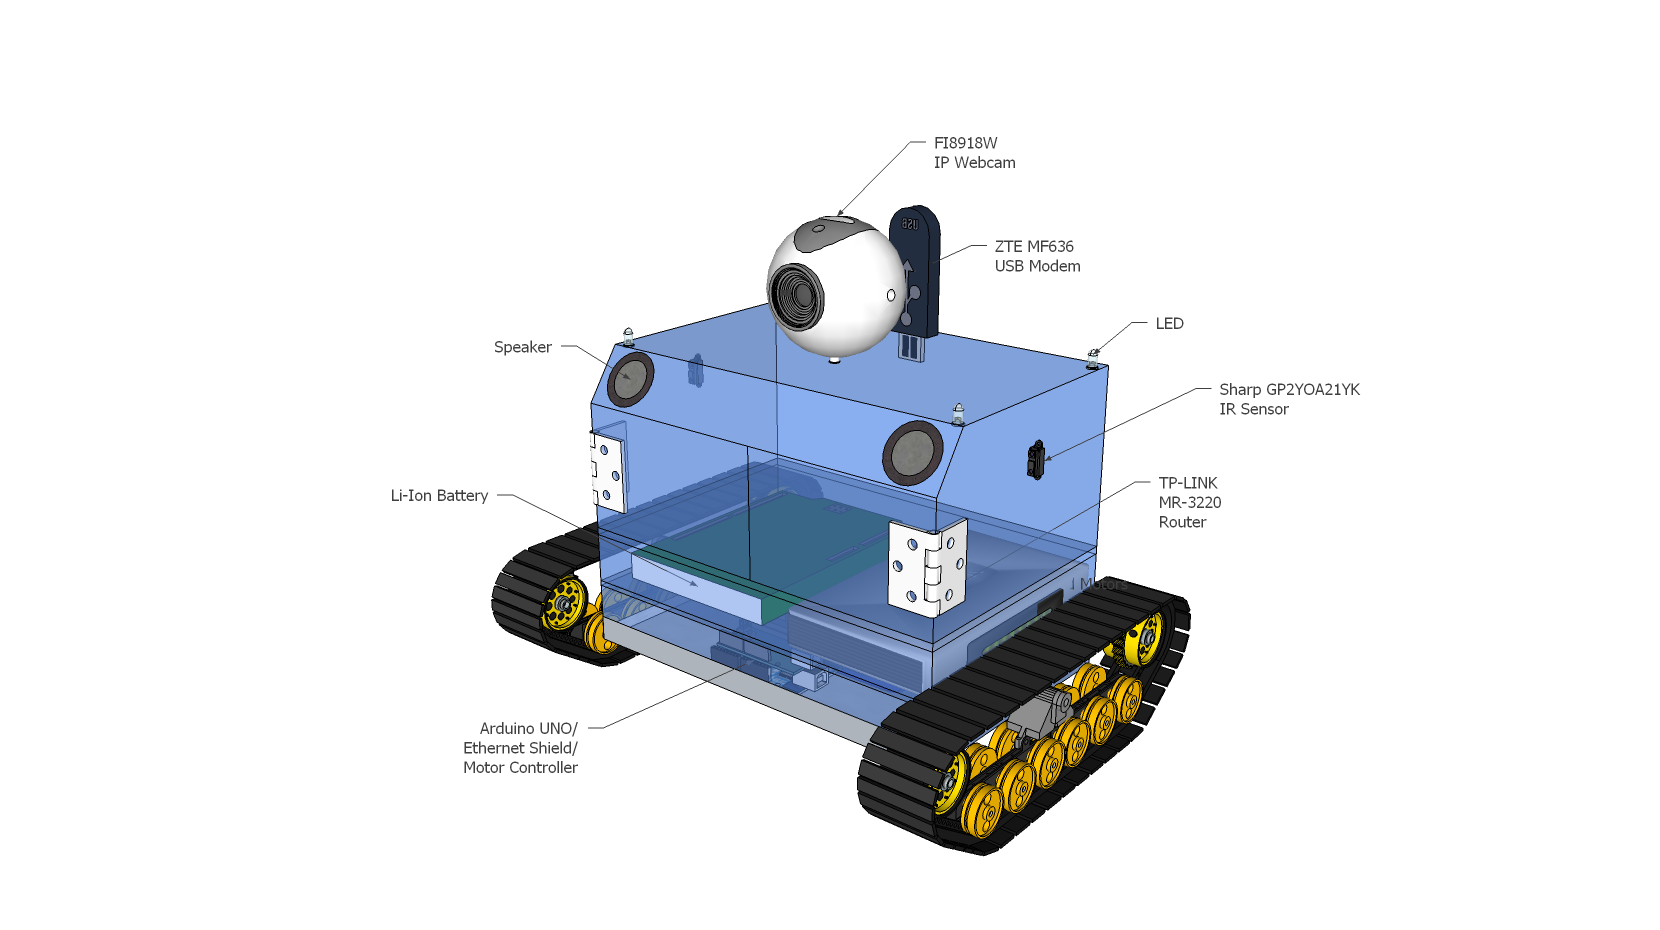 FI8918W
IP Webcam
USB
ZTE MF636
USB Modem
LED
Speaker
Sharp GP2YOA21YK
IR Sensor
TP-LINK
MR-3220
Router
Li-Ion Battery
Motors
Arduino UNO/
Ethernet Shield/
Motor Controller